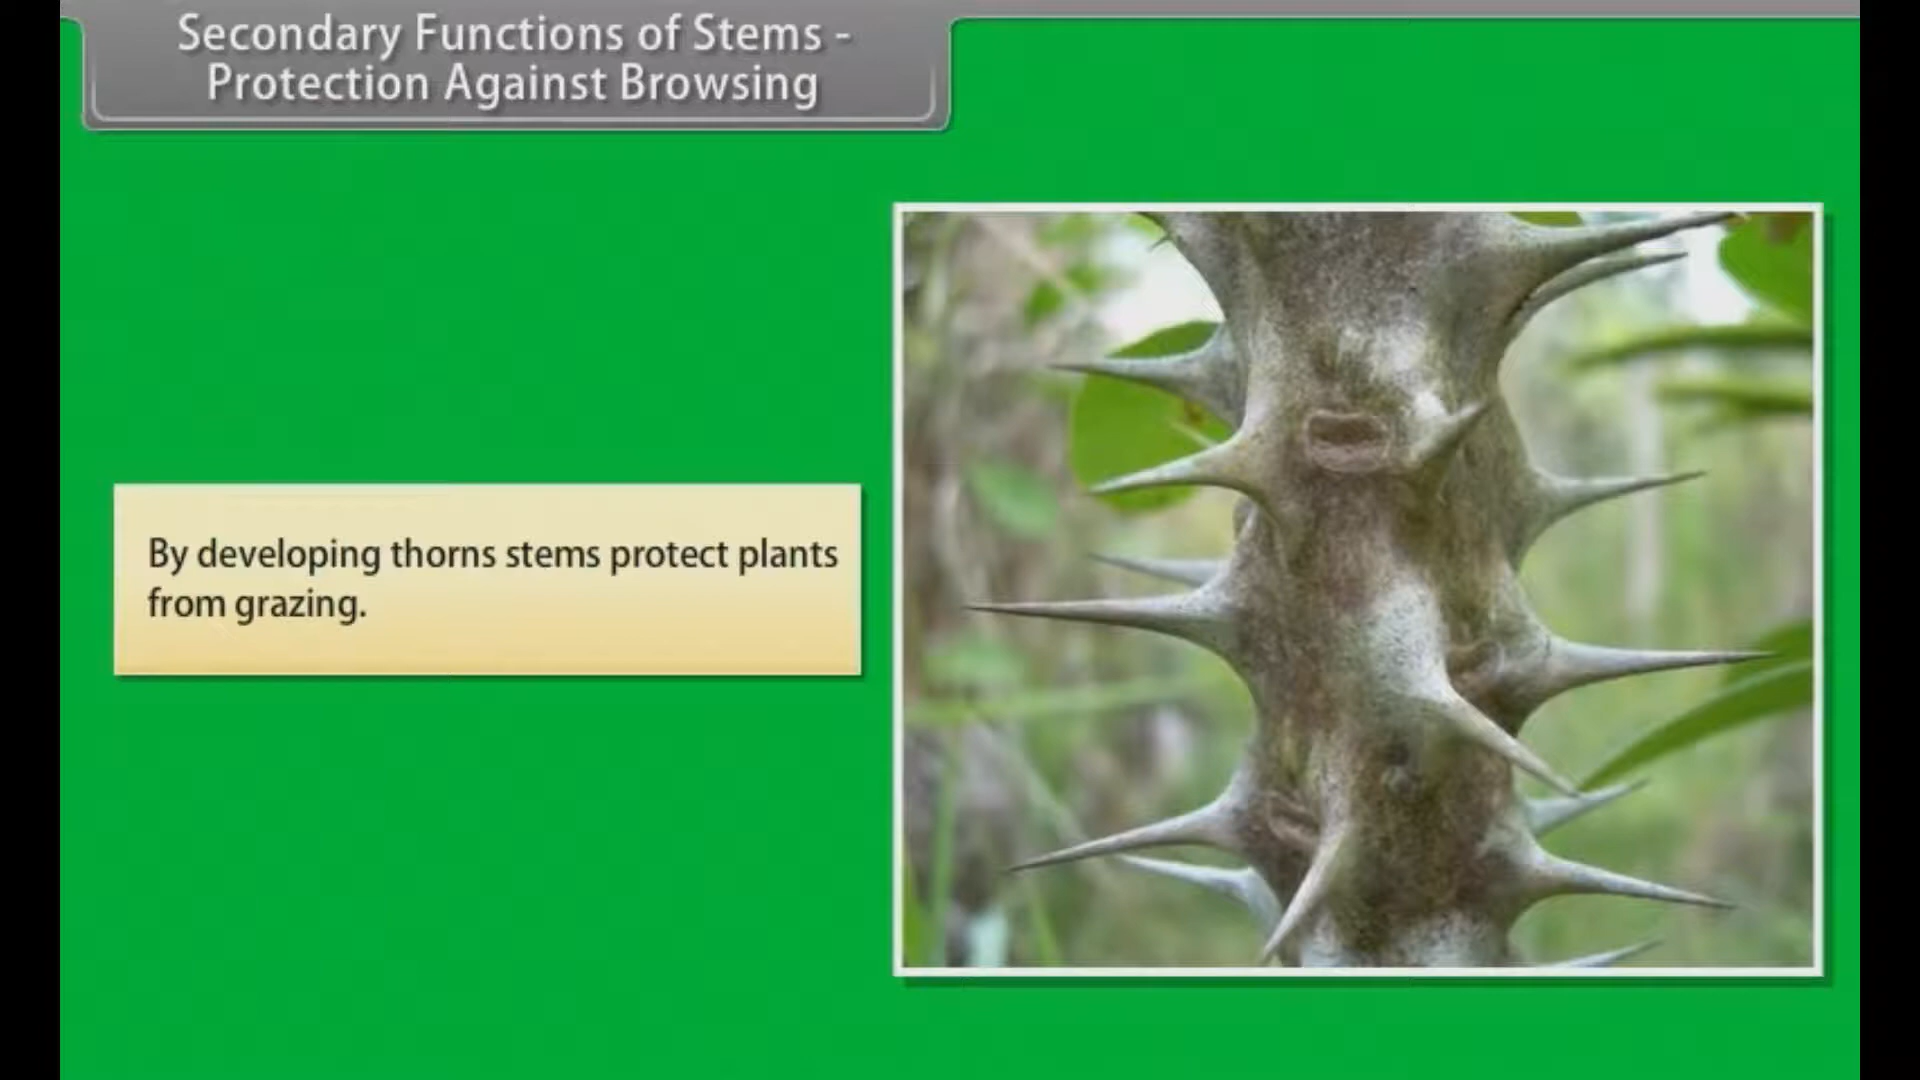 Secondary Functions of Stems -
Protection Against Browsing
By developing thorns stems protect plants
from grazing.